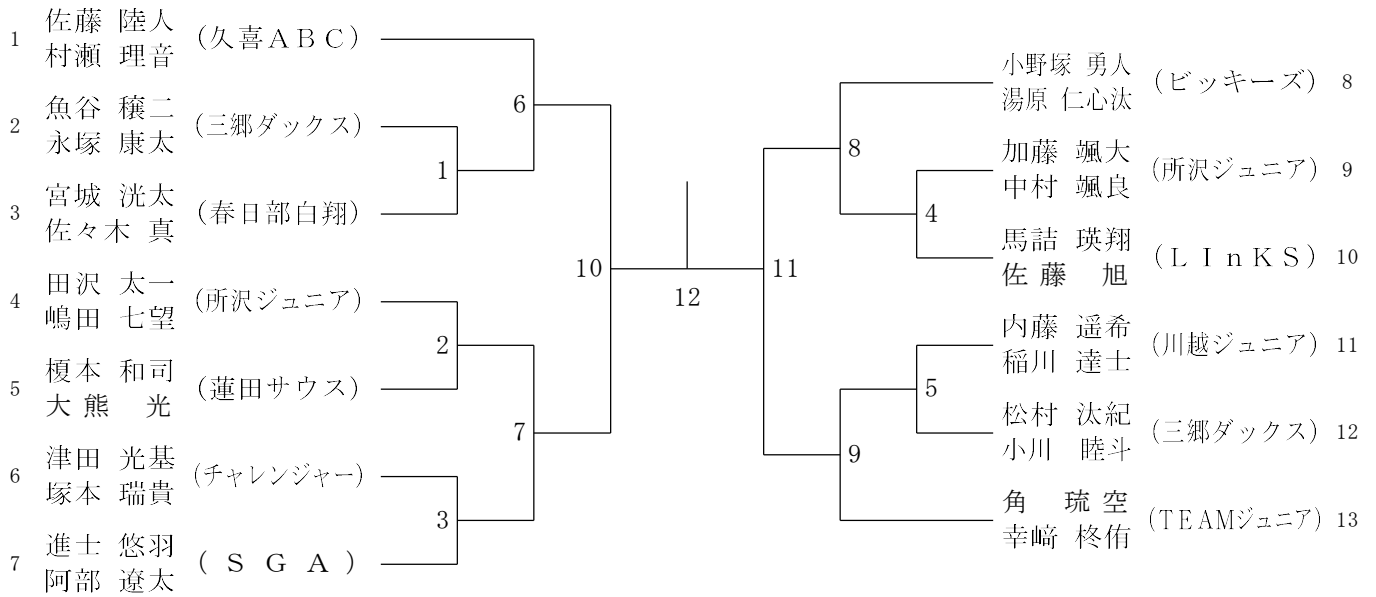 1 佐藤 陸人 (久喜ABC)
村瀬 理音
2 魚谷 穣二 (三郷ダックス)
永塚 康太
3 宮城 洸太 (春日部白翔)
佐々木 真
4 田沢 太一 (所沢ジュニア)
嶋田 七望
5 榎本 和司 (蓮田サウス)
大熊 光
6 津田 光基 (チャレンジャー)
塚本 瑞貴
7 進士 悠羽 (SGA)
阿部 遼太
6
1
10
2
7
3
12
8
4
11
5
9
小野塚 勇人 (ビッキーズ) 8
湯原 仁心汰
加藤 颯大 (所沢ジュニア) 9
中村 颯良
馬詰 瑛翔 (LInKS) 10
佐藤 旭
内藤 遥希 (川越ジュニア) 11
稲川 達士
松村 汰紀 (三郷ダックス) 12
小川 睦斗
角 琉空 (TEAMジュニア) 13
幸﨑 柊侑